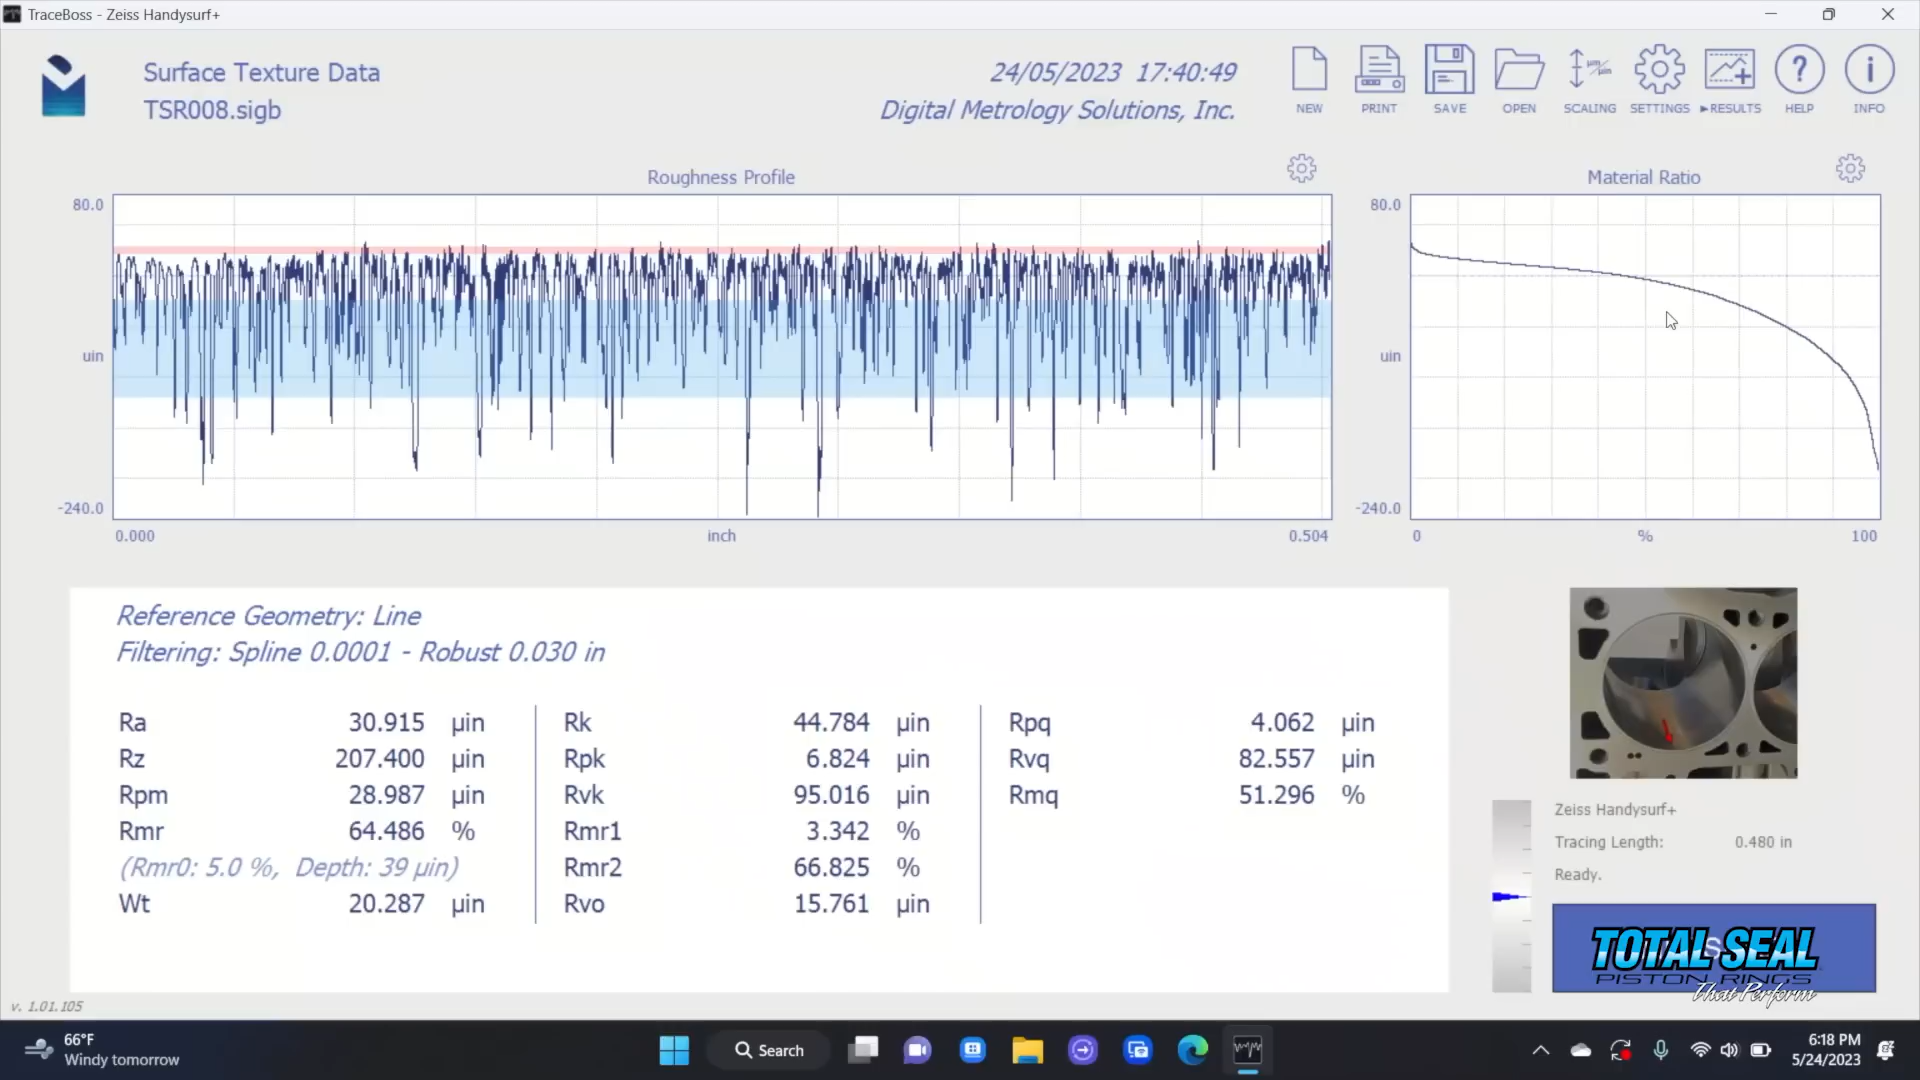 TraceBoss - Zeiss Handysurf+
Surface Texture Data
TSR008.sigb
24/05/2023 17:40:49
Digital Metrology Solutions, Inc.
NEW
PRINT
SAVE
OPEN
SCALING
SETTINGS
►RESULTS
HELP
INFO
Roughness Profile
80.0
uin
-240.0
0.000
inch
0.504
Material Ratio
80.0
uin
-240.0
0
%
100
Reference Geometry: Line
Filtering: Spline 0.0001 - Robust 0.030 in
Ra 30.915 µin
Rz 207.400 µin
Rpm 28.987 µin
Rmr 64.486 %
(Rmr0: 5.0 %, Depth: 39 µin)
Wt 20.287 µin
Rk 44.784 µin
Rpk 6.824 µin
Rvk 95.016 µin
Rmr1 3.342 %
Rmr2 66.825 %
Rvo 15.761 µin
Rpq 4.062 µin
Rvq 82.557 µin
Rmq 51.296 %
Zeiss Handysurf+
Tracing Length: 0.480 in
Ready.
TOTAL SEAL
PISTON RINGS
That Perform
v. 1.01.105
66°F
Windy tomorrow
Search
6:18 PM
5/24/2023